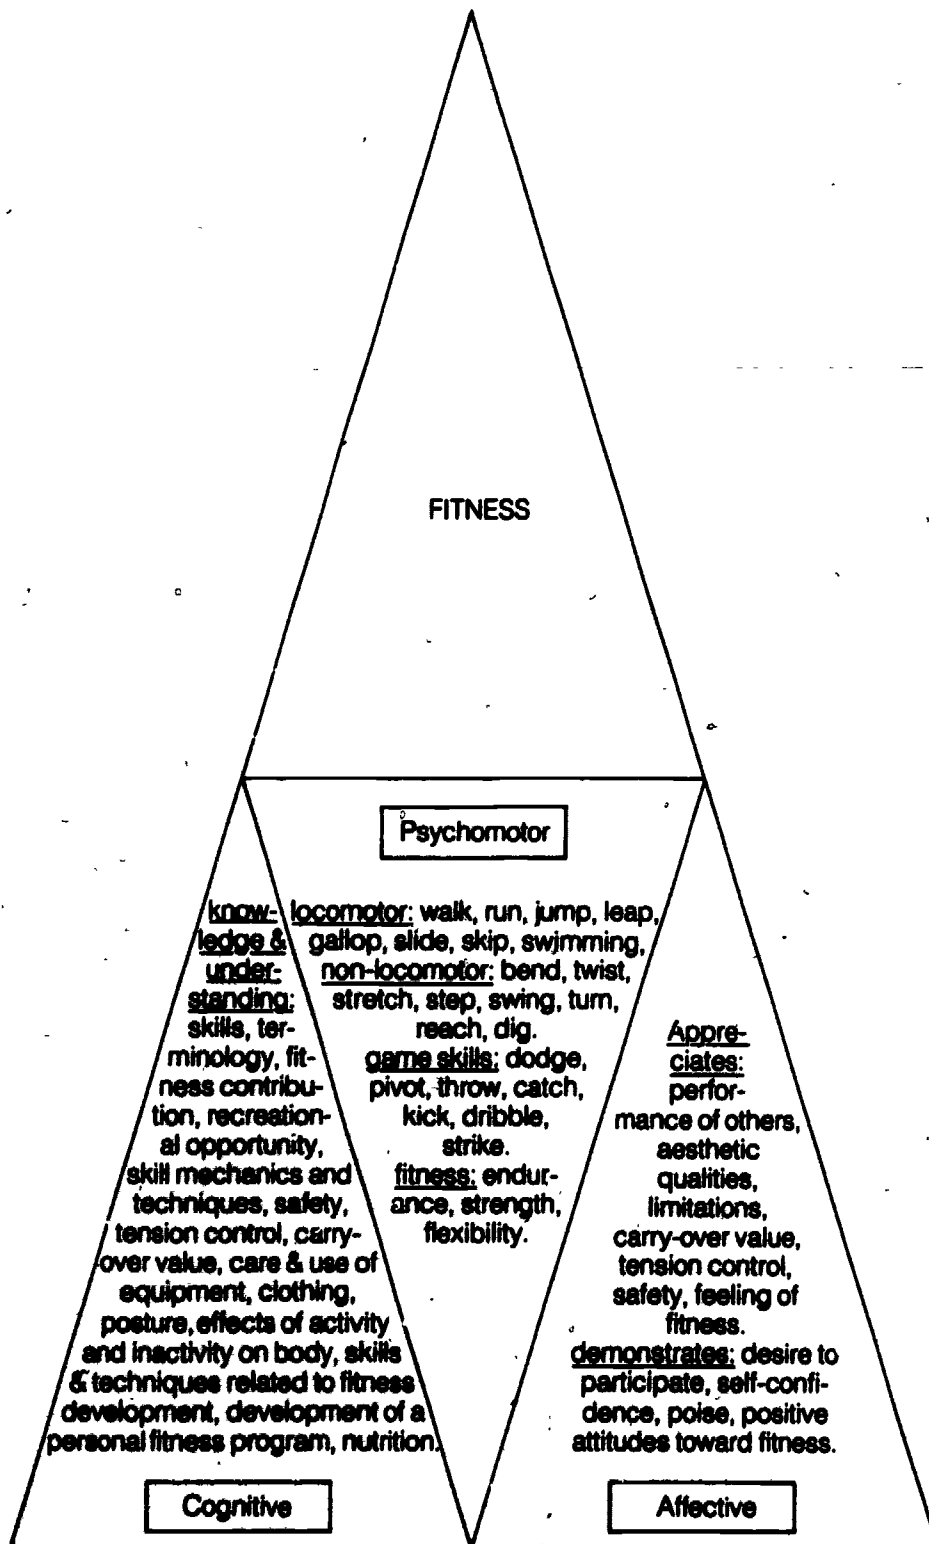 FITNESS
Psychomotor
locomotor: walk, run, jump, leap,
gallop, slide, skip, swimming,
non-locomotor: bend, twist,
stretch, step, swing, turn,
reach, dig.
game skills: dodge,
pivot, throw, catch,
kick, dribble,
strike.
fitness: endur-
ance, strength,
flexibility.
know-
ledge &
under-
standing:
skills, ter-
minology, fit-
ness contribu-
tion, recreation-
al opportunity,
skill mechanics and
techniques, safety,
tension control, carry-
over value, care & use of
equipment, clothing,
posture, effects of activity
and inactivity on body, skills
& techniques related to fitness
development, development of a
personal fitness program, nutrition.
Cognitive
Appre-
ciates:
perfor-
mance of others,
aesthetic
qualities,
limitations,
carry-over value,
tension control,
safety, feeling of
fitness.
demonstrates: desire to
participate, self-confi-
dence, poise, positive
attitudes toward fitness.
Affective